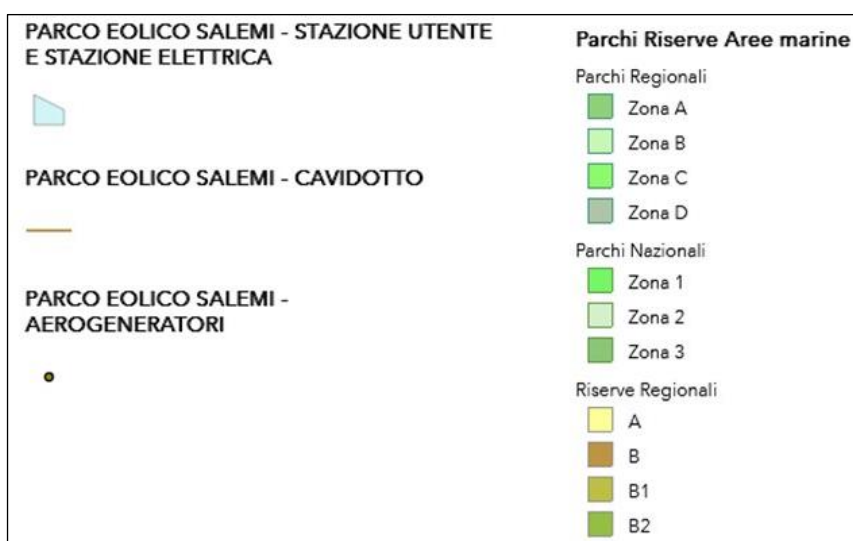 PARCO EOLICO SALEMI - STAZIONE UTENTE
E STAZIONE ELETTRICA
PARCO EOLICO SALEMI - CAVIDOTTO
PARCO EOLICO SALEMI -
AEROGENERATORI
Parchi Riserve Aree marine
Parchi Regionali
Zona A
Zona B
Zona C
Zona D
Parchi Nazionali
Zona 1
Zona 2
Zona 3
Riserve Regionali
A
B
B1
B2